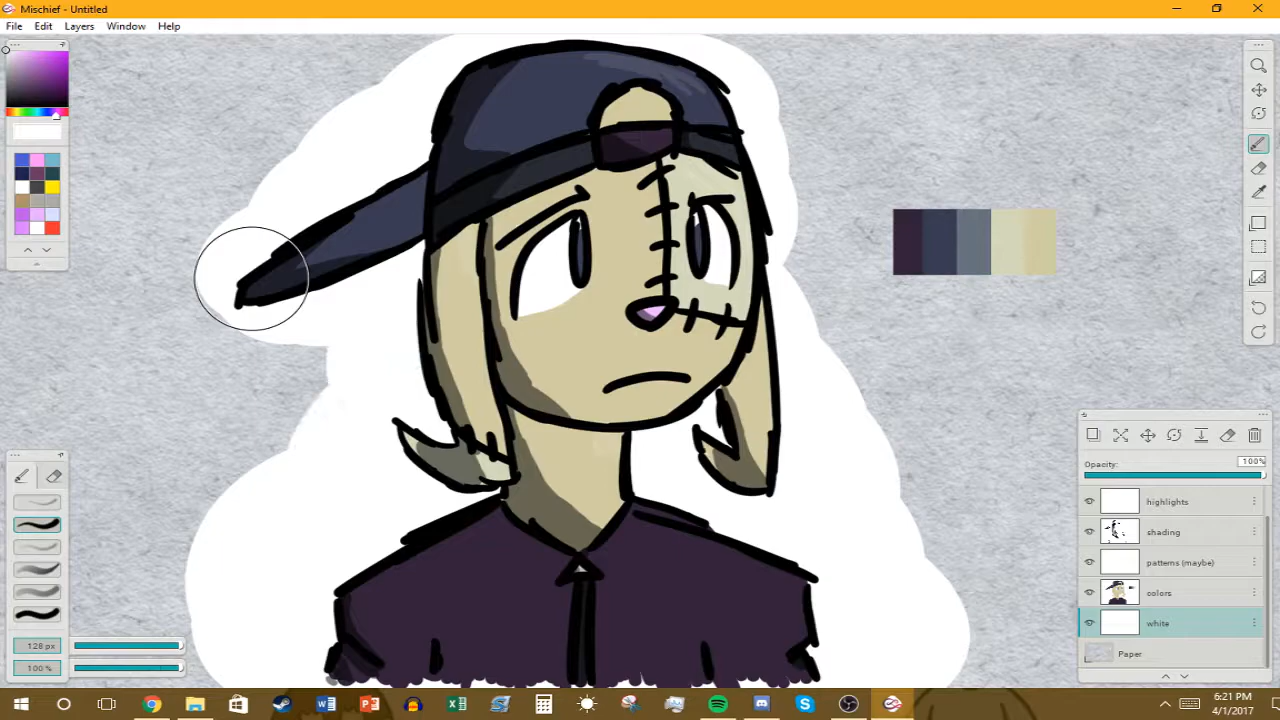 Mischief - Untitled
File Edit Layers Window Help
Opacity: 100%
highlights
shading
patterns (maybe)
colors
white
Paper
128 px
100 %
6:21 PM
4/1/2017